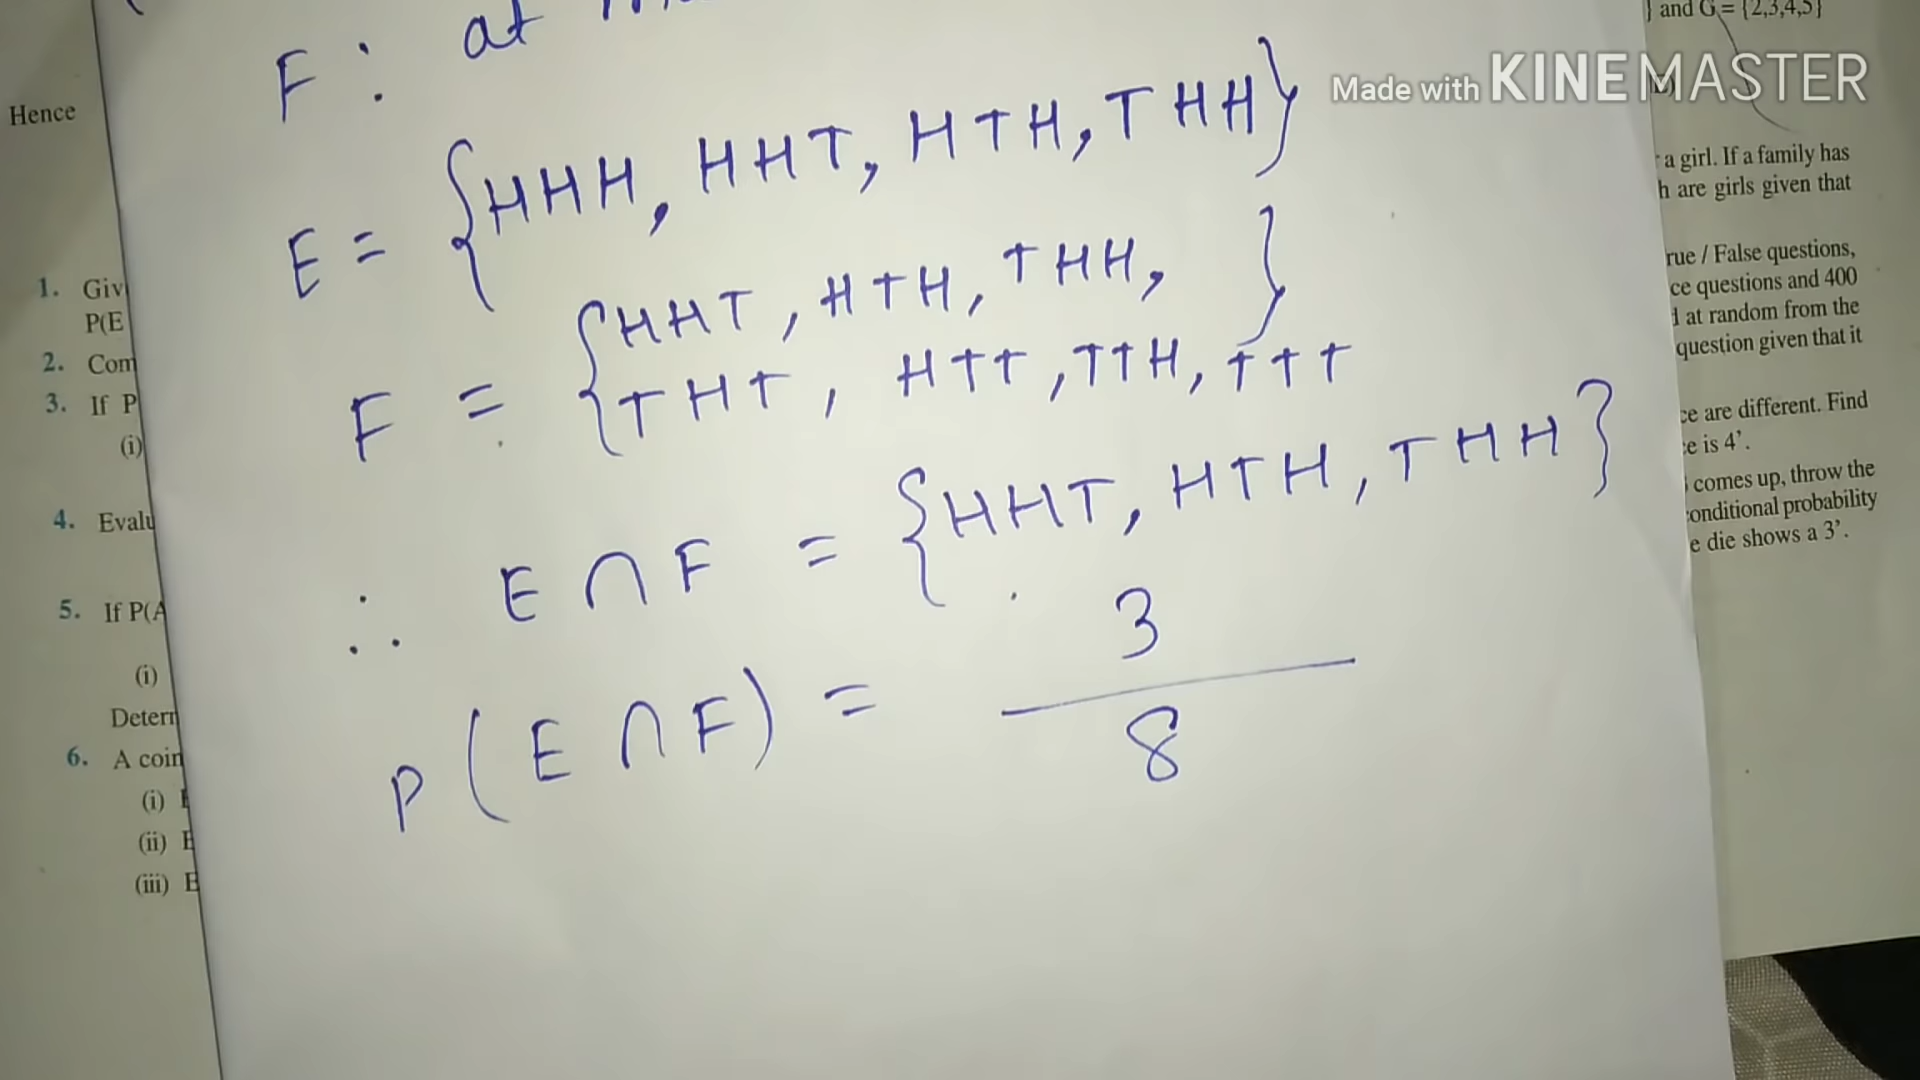 F : at
} and G = {2,3,4,5}
Made with KINEMASTER
Hence
E = {HHH, HHT, HTH, THH}
a girl. If a family has
h are girls given that
F = {HHT, HTH, THH,
THT, HTT, TTH, TTT}
rue / False questions,
ce questions and 400
d at random from the
question given that it
1. Giv
P(E
2. Com
3. If P
(i)
ce are different. Find
e is 4’.
∴ E ∩ F = {HHT, HTH, THH}
comes up, throw the
onditional probability
e die shows a 3’.
4. Evalu
P(E ∩ F) = 3
8
5. If P(A
(i)
Deterr
6. A coin
(i) E
(ii) E
(iii) E